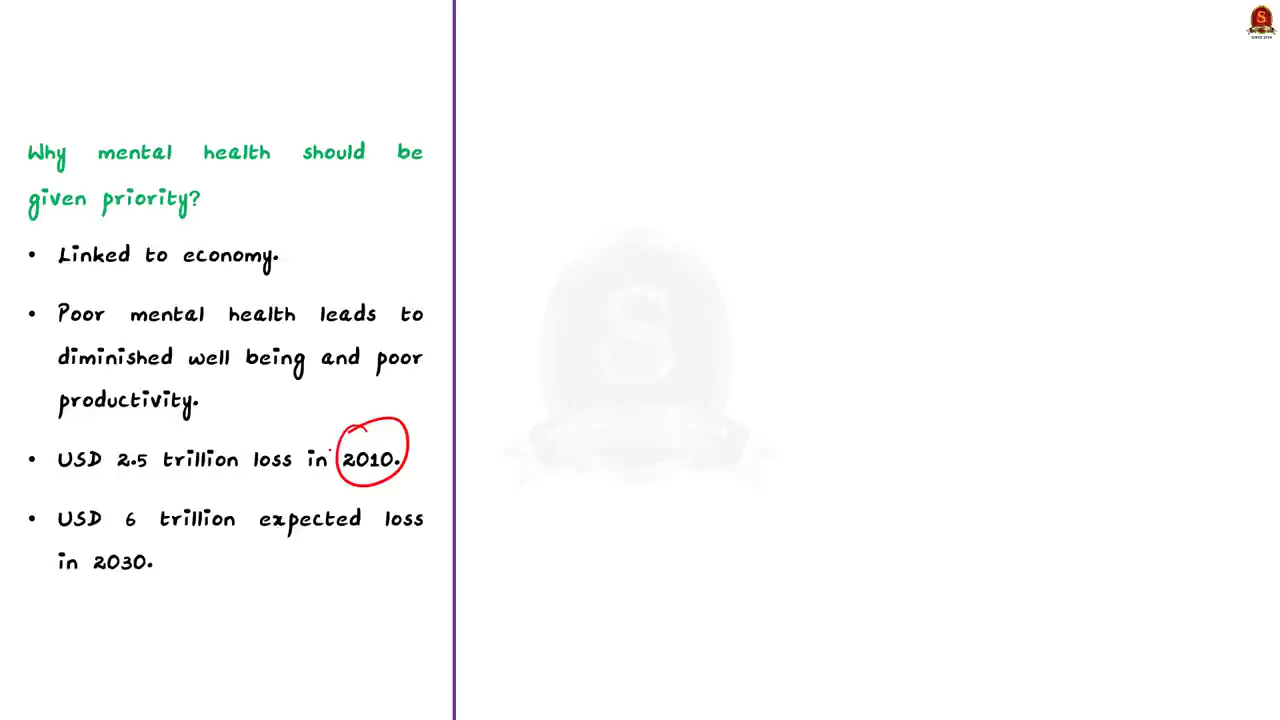 Why mental health should be
given priority?
• Linked to economy.
• Poor mental health leads to
diminished well being and poor
productivity.
• USD 2.5 trillion loss in 2010.
• USD 6 trillion expected loss
in 2030.
S
S